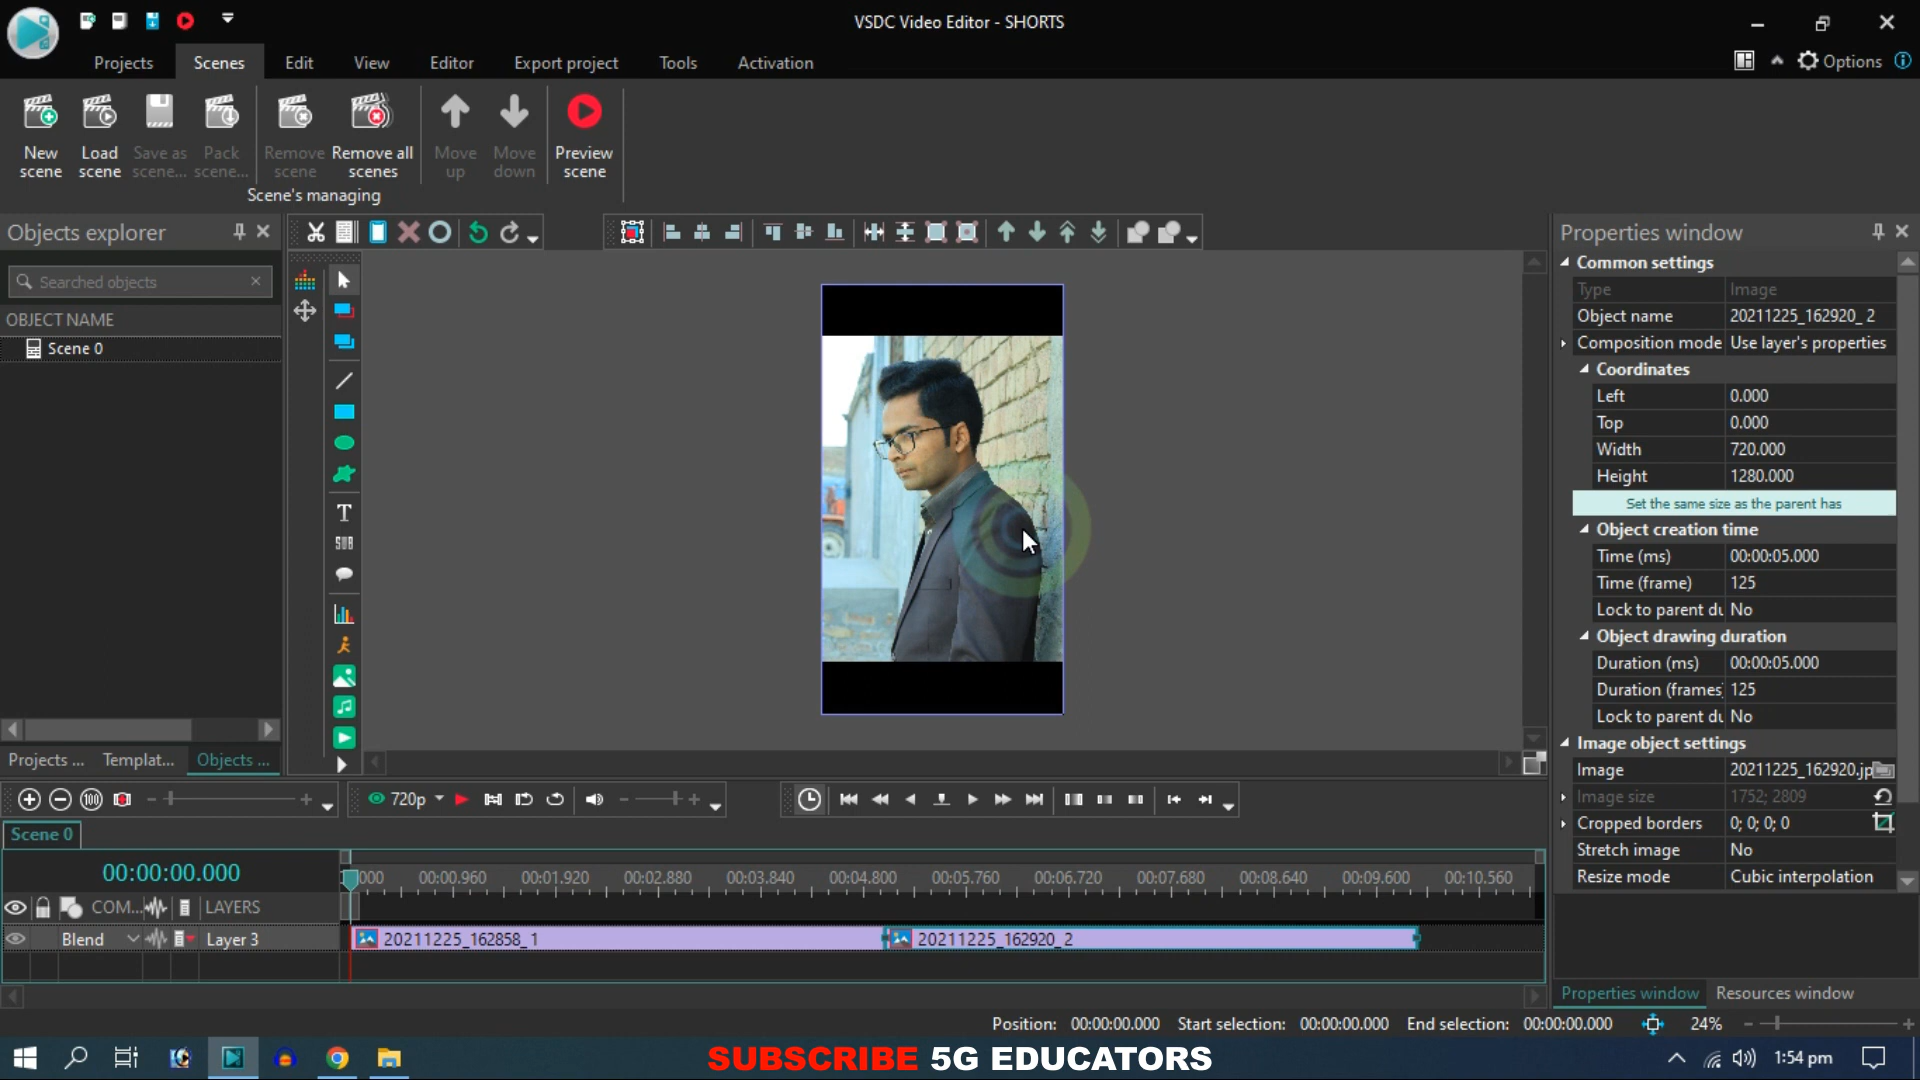 VSDC Video Editor - SHORTS
Projects
Scenes
Edit
View
Editor
Export project
Tools
Activation
Options
New scene
Load scene
Save as scene...
Pack scene...
Remove scene
Remove all scenes
Move up
Move down
Preview scene
Scene's managing
Objects explorer
Searched objects
OBJECT NAME
Scene 0
Projects ...
Templat...
Objects ...
T
SUB
Properties window
Common settings
Type Image
Object name 20211225_162920_ 2
Composition mode Use layer's properties
Coordinates
Left 0.000
Top 0.000
Width 720.000
Height 1280.000
Set the same size as the parent has
Object creation time
Time (ms) 00:00:05.000
Time (frame) 125
Lock to parent du No
Object drawing duration
Duration (ms) 00:00:05.000
Duration (frames) 125
Lock to parent du No
Image object settings
Image 20211225_162920.jp
Image size 1752; 2809
Cropped borders 0; 0; 0; 0
Stretch image No
Resize mode Cubic interpolation
Properties window
Resources window
100
720p
Scene 0
00:00:00.000
000 00:00.960 00:01.920 00:02.880 00:03.840 00:04.800 00:05.760 00:06.720 00:07.680 00:08.640 00:09.600 00:10.560
COM... LAYERS
Blend Layer 3 20211225_162858_1 20211225_162920_2
Position: 00:00:00.000 Start selection: 00:00:00.000 End selection: 00:00:00.000 24%
SUBSCRIBE 5G EDUCATORS
1:54 pm